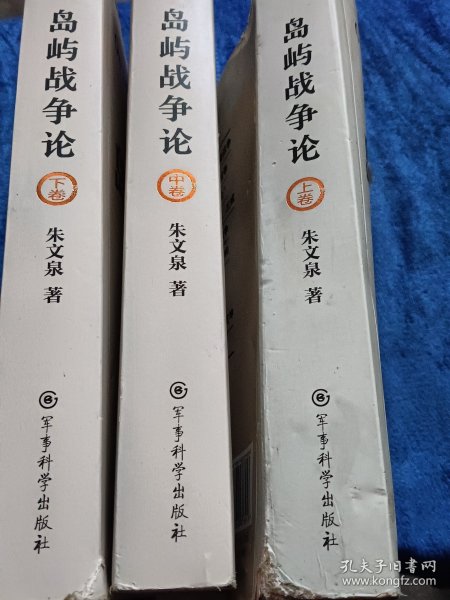 岛屿战争论
下卷
朱文泉 著
军事科学出版社
岛屿战争论
中卷
朱文泉 著
军事科学出版社
岛屿战争论
上卷
朱文泉 著
军事科学出版社
孔夫子旧书网
www.kongfz.com